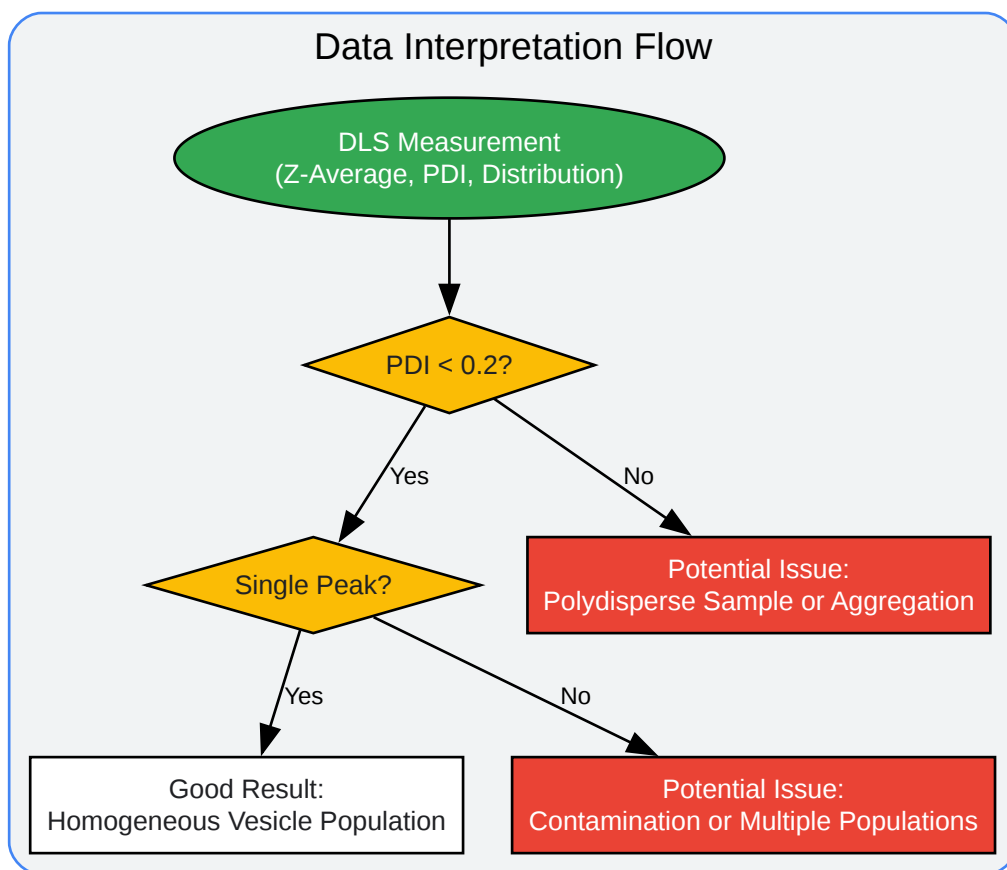 Data Interpretation Flow
DLS Measurement
(Z-Average, PDI, Distribution)
PDI < 0.2?
Yes
No
Single Peak?
Potential Issue:
Polydisperse Sample or Aggregation
Yes
No
Good Result:
Homogeneous Vesicle Population
Potential Issue:
Contamination or Multiple Populations